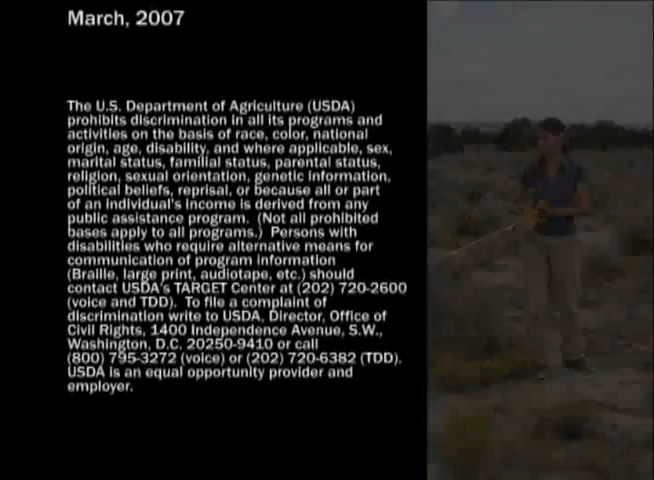 March, 2007
The U.S. Department of Agriculture (USDA)
prohibits discrimination in all its programs and
activities on the basis of race, color, national
origin, age, disability, and where applicable, sex,
marital status, familial status, parental status,
religion, sexual orientation, genetic information,
political beliefs, reprisal, or because all or part
of an individual's income is derived from any
public assistance program. (Not all prohibited
bases apply to all programs.) Persons with
disabilities who require alternative means for
communication of program information
(Braille, large print, audiotape, etc.) should
contact USDA's TARGET Center at (202) 720-2600
(voice and TDD). To file a complaint of
discrimination write to USDA, Director, Office of
Civil Rights, 1400 Independence Avenue, S.W.,
Washington, D.C. 20250-9410 or call
(800) 795-3272 (voice) or (202) 720-6382 (TDD).
USDA is an equal opportunity provider and
employer.